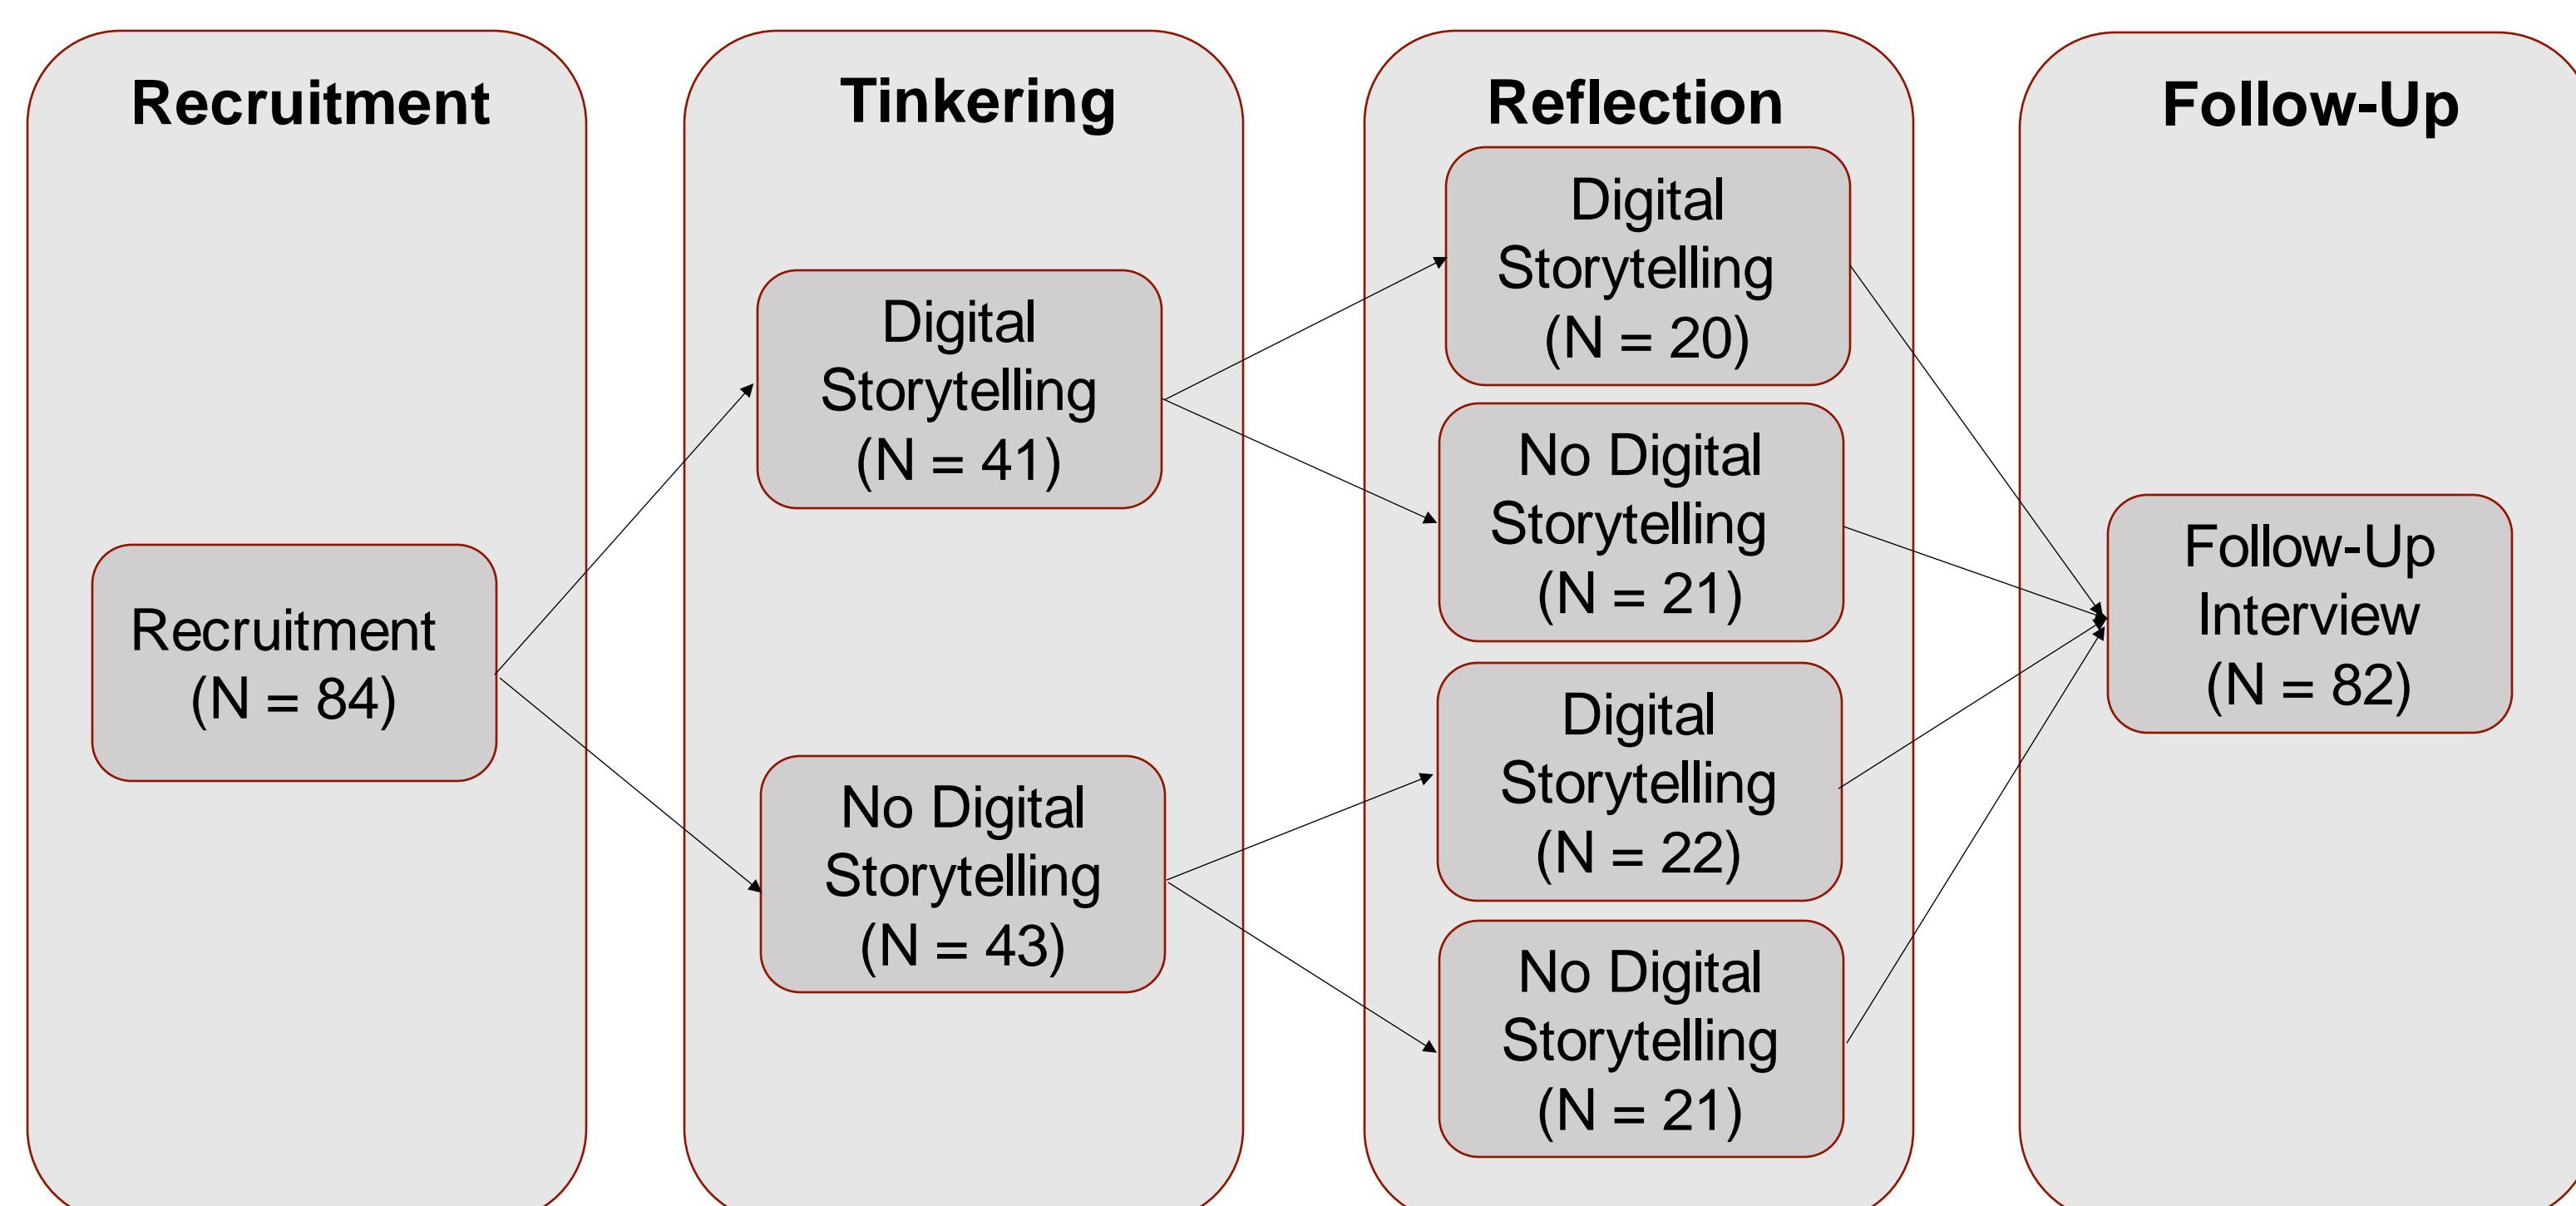 Recruitment
Recruitment
(N = 84)
Tinkering
Digital
Storytelling
(N = 41)
No Digital
Storytelling
(N = 43)
Reflection
Digital
Storytelling
(N = 20)
No Digital
Storytelling
(N = 21)
Digital
Storytelling
(N = 22)
No Digital
Storytelling
(N = 21)
Follow-Up
Follow-Up
Interview
(N = 82)